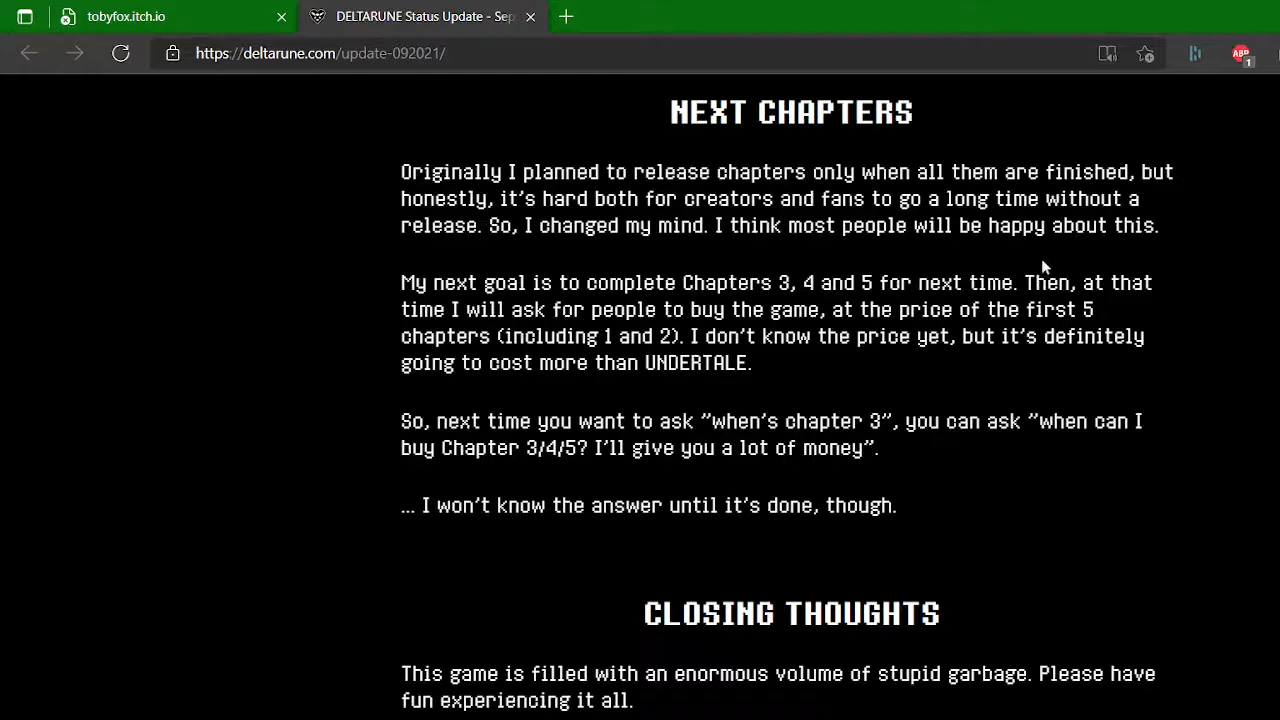 tobyfox.itch.io
DELTARUNE Status Update - Sep
https://deltarune.com/update-092021/
ABP
1
NEXT CHAPTERS
Originally I planned to release chapters only when all them are finished, but
honestly, it's hard both for creators and fans to go a long time without a
release. So, I changed my mind. I think most people will be happy about this.
My next goal is to complete Chapters 3, 4 and 5 for next time. Then, at that
time I will ask for people to buy the game, at the price of the first 5
chapters (including 1 and 2). I don't know the price yet, but it's definitely
going to cost more than UNDERTALE.
So, next time you want to ask "when's chapter 3", you can ask "when can I
buy Chapter 3/4/5? I'll give you a lot of money".
... I won't know the answer until it's done, though.
CLOSING THOUGHTS
This game is filled with an enormous volume of stupid garbage. Please have
fun experiencing it all.